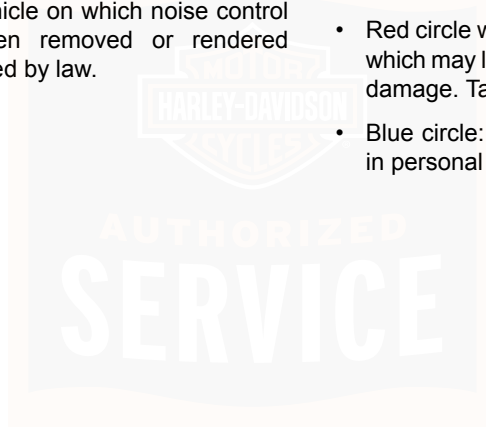 hicle on which noise control
en removed or rendered
ed by law.
• Red circle w
which may l
damage. Ta
• Blue circle:
in personal
MOTOR
HARLEY-DAVIDSON
CYCLES
AUTHORIZED
SERVICE